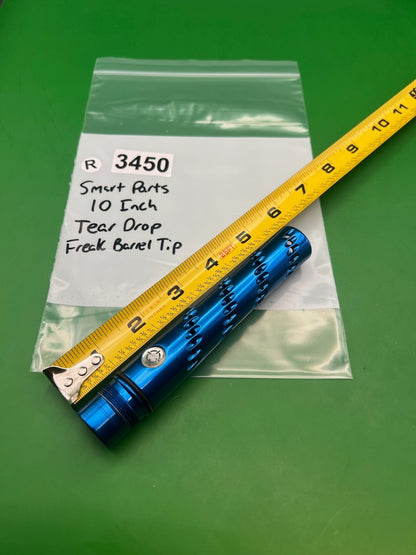 R 3450
Smart Parts
10 Inch
Tear Drop
Freak Barrel Tip
2 3 4 5 6 7 8 9 10 11